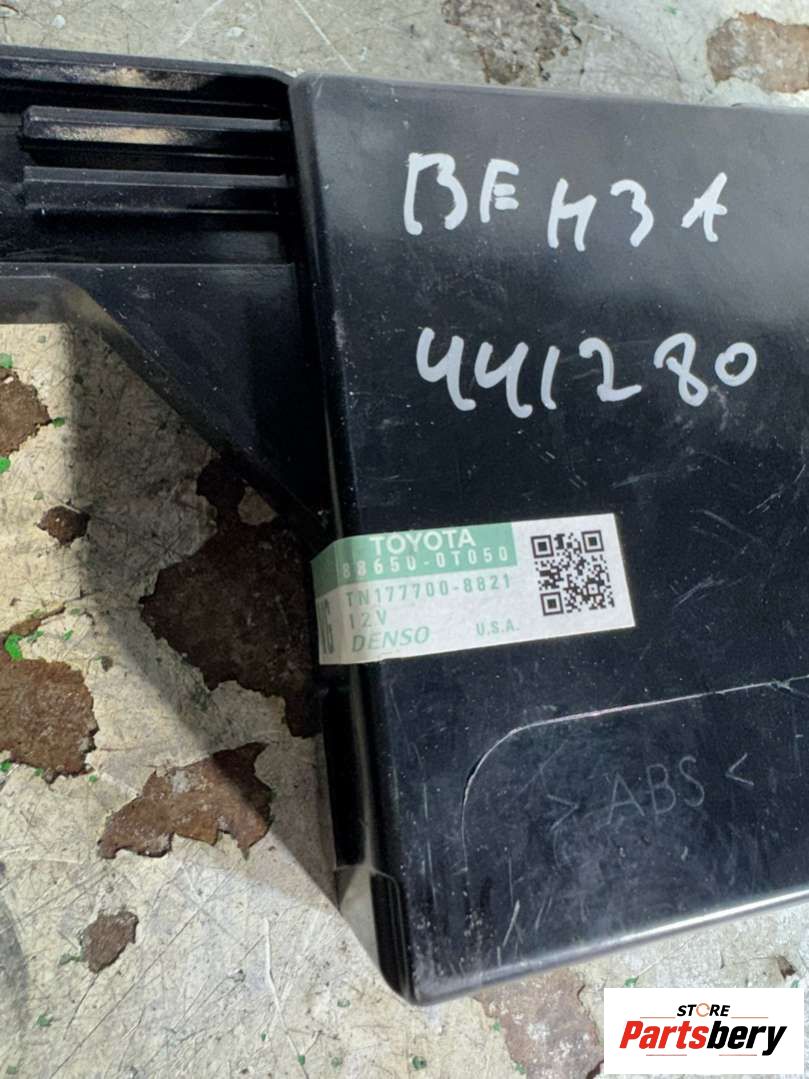 ВЕНЗА
441280
TOYOTA
88650-0T050
TN177700-8821
12V
DENSO
U.S.A.
>ABS<
STORE
Partsbery